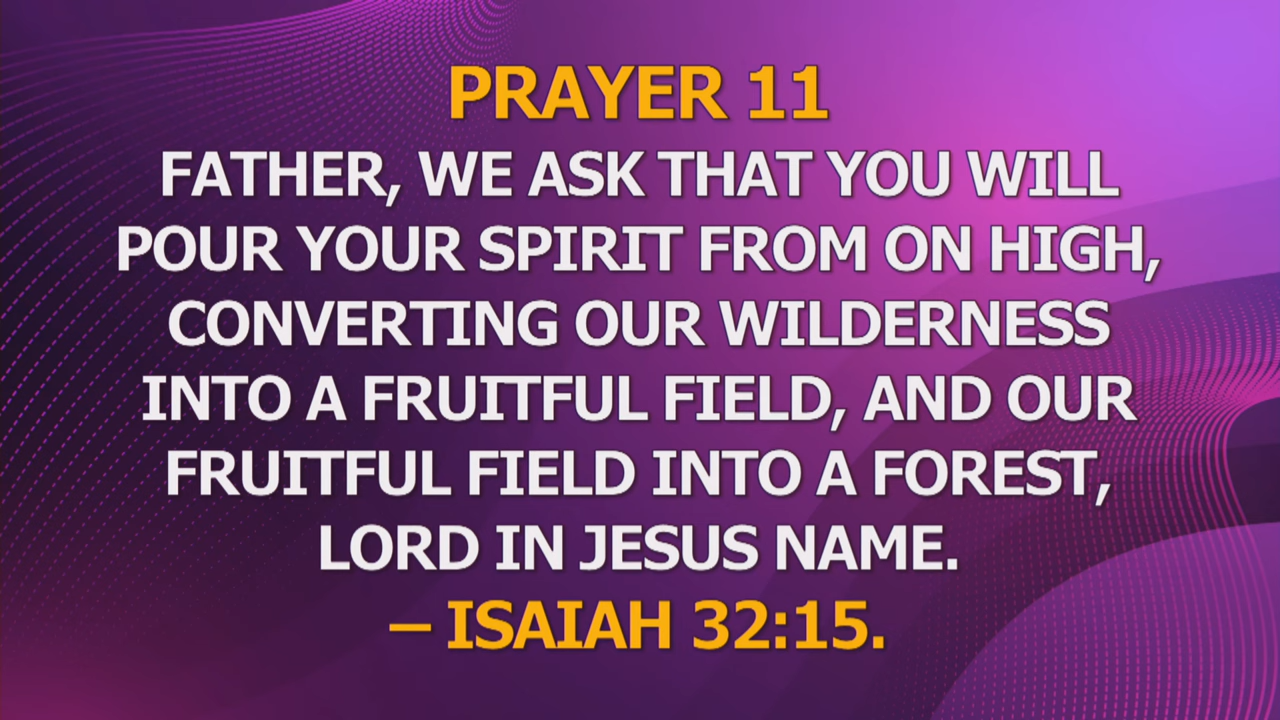 PRAYER 11
FATHER, WE ASK THAT YOU WILL
POUR YOUR SPIRIT FROM ON HIGH,
CONVERTING OUR WILDERNESS
INTO A FRUITFUL FIELD, AND OUR
FRUITFUL FIELD INTO A FOREST,
LORD IN JESUS NAME.
– ISAIAH 32:15.